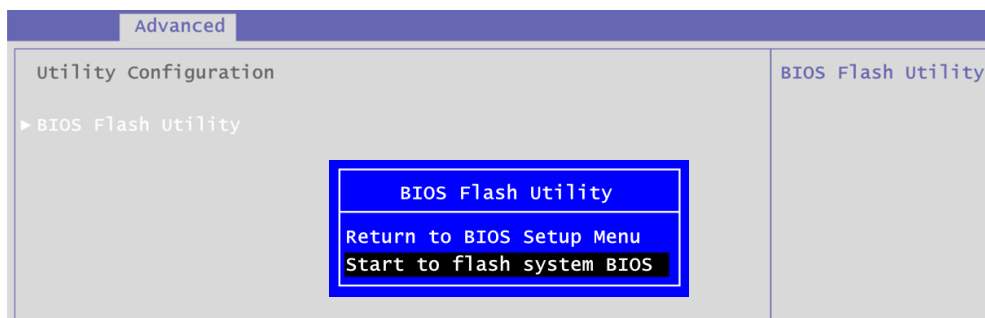 Advanced
Utility Configuration
BIOS Flash Utility
► BIOS Flash Utility
BIOS Flash Utility
Return to BIOS Setup Menu
Start to flash system BIOS